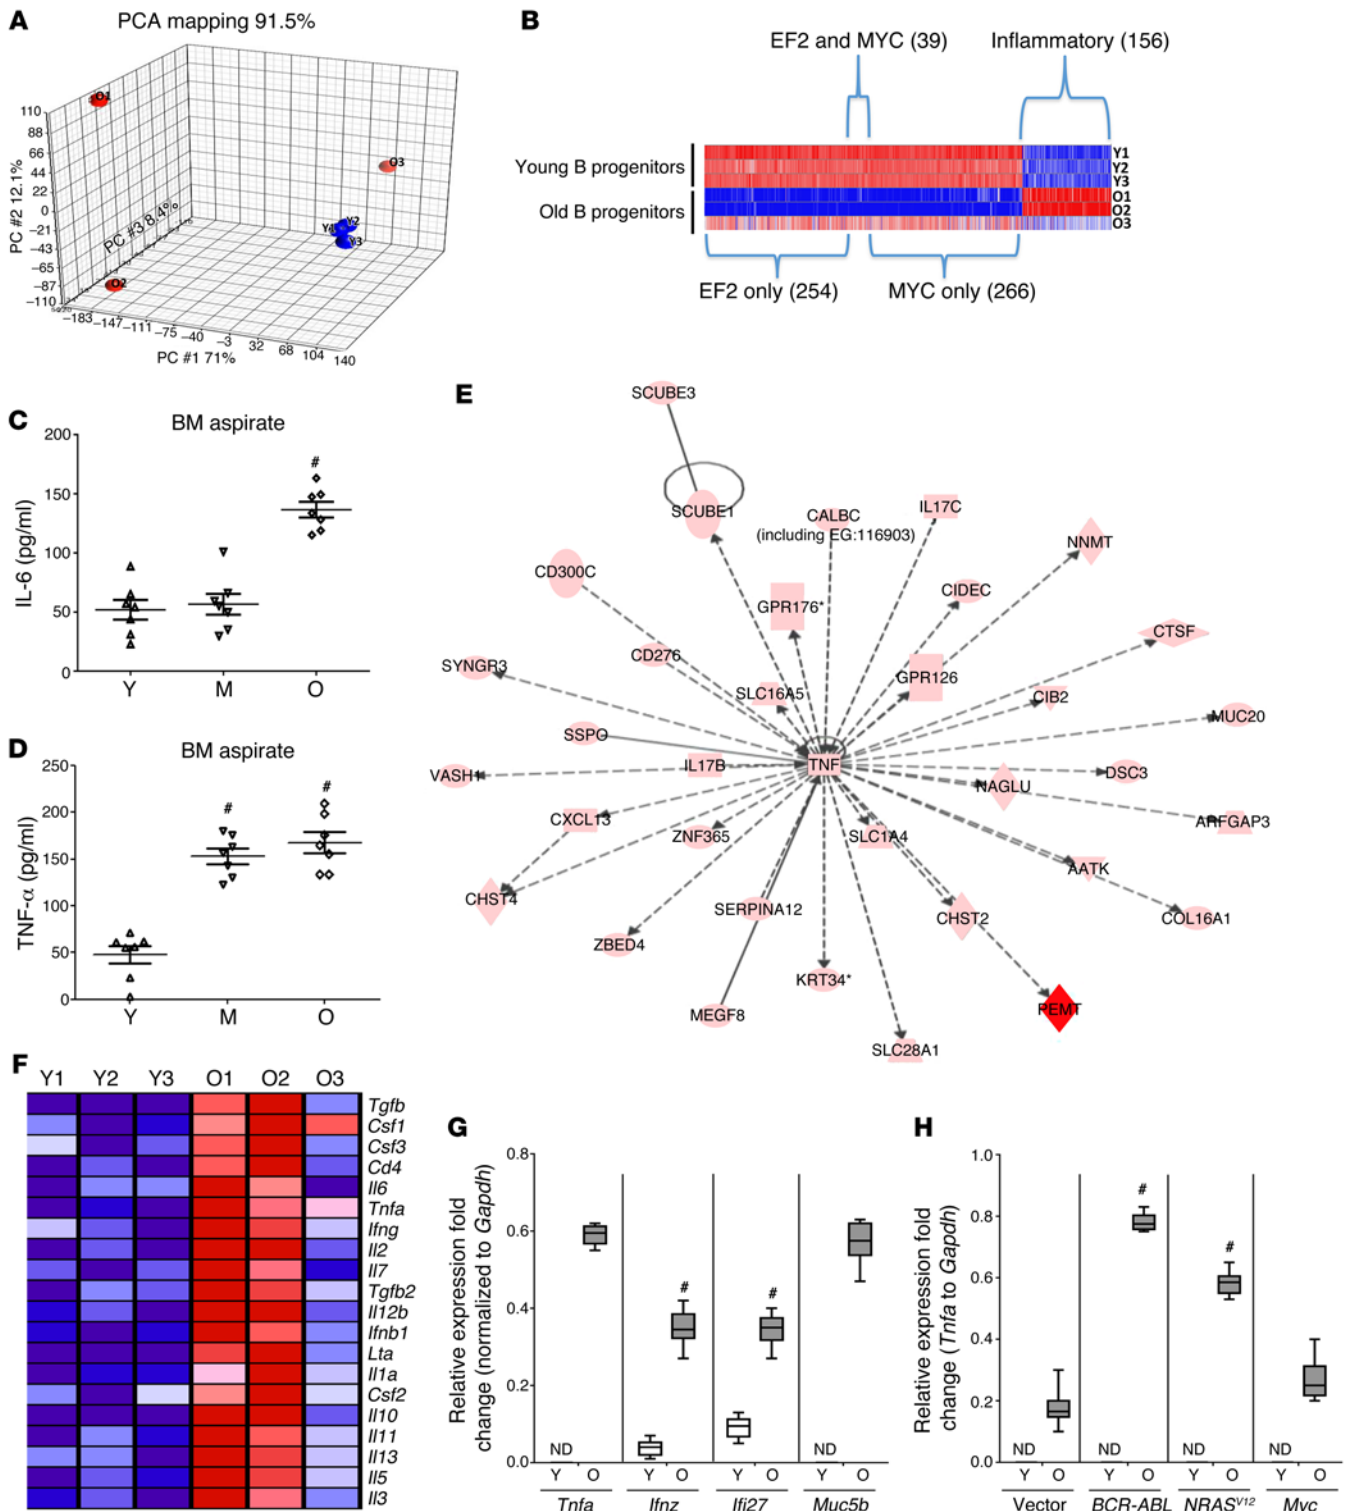 A
PCA mapping 91.5%
PC #2 12.1%
110
88
66
44
22
0
−21
−43
−65
−87
−110
PC #3 8.4%
−183
−147
−111
−75
−40
−3
32
68
104
140
PC #1 71%
O1
O2
O3
Y1
Y2
Y3
B
EF2 and MYC (39)
Inflammatory (156)
Young B progenitors
Old B progenitors
Y1
Y2
Y3
O1
O2
O3
EF2 only (254)
MYC only (266)
C
BM aspirate
IL-6 (pg/ml)
200
150
100
50
0
#
Y M O
D
BM aspirate
TNF-α (pg/ml)
250
200
150
100
50
0
# #
Y M O
E
SCUBE3
SCUBE1
CALBC
(including EG:116903)
IL17C
NNMT
CD300C
GPR176*
CIDEC
CTSF
CD276
SYNGR3
SLC16A5
GPR126
CIB2
MUC20
SSPO
TNF
VASH1
IL17B
NAGLU
DSC3
CXCL13
ZNF365
SLC1A4
ARFGAP3
AATK
CHST4
SERPINA12
CHST2
COL16A1
ZBED4
KRT34*
PEMT
MEGF8
SLC28A1
F
Y1 Y2 Y3 O1 O2 O3
Tgfb
Csf1
Csf3
Cd4
Il6
Tnfa
Ifng
Il2
Il7
Tgfb2
Il12b
Ifnb1
Lta
Il1a
Csf2
Il10
Il11
Il13
Il5
Il3
G
Relative expression fold
change (normalized to Gapdh)
0.8
0.6
0.4
0.2
0.0
# #
ND ND
Y O Y O Y O Y O
Tnfa Ifnz Ifi27 Muc5b
H
Relative expression fold
change (Tnfa to Gapdh)
1.0
0.8
0.6
0.4
0.2
0.0
# #
ND ND ND ND
Y O Y O Y O Y O
Vector BCR-ABL NRASV12 Myc